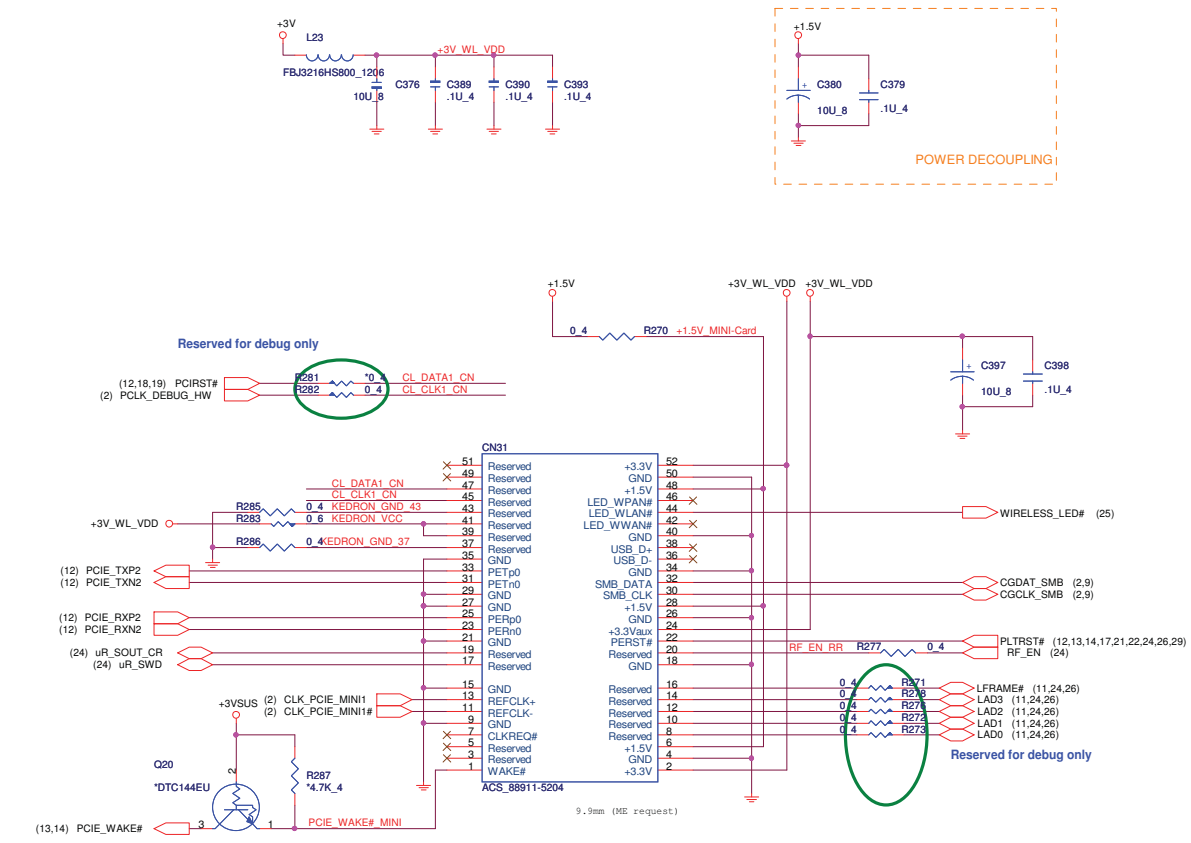 +3V
L23
FBJ3216HS800_1206
+3V_WL_VDD
C376
10U_8
C389
.1U_4
C390
.1U_4
C393
.1U_4
+1.5V
C380
10U_8
C379
.1U_4
POWER DECOUPLING
+1.5V
0_4
R270
+1.5V_MINI-Card
+3V_WL_VDD
+3V_WL_VDD
C397
10U_8
C398
.1U_4
Reserved for debug only
(12,18,19) PCIRST#
R281
*0_4
CL_DATA1_CN
(2) PCLK_DEBUG_HW
R282
0_4
CL_CLK1_CN
CN31
51 Reserved
49 Reserved
CL_DATA1_CN 47 Reserved
CL_CLK1_CN 45 Reserved
R285 0_4 KEDRON_GND_43 43 Reserved
+3V_WL_VDD R283 0_6 KEDRON_VCC 41 Reserved
39 Reserved
R286 0_4 KEDRON_GND_37 37 Reserved
35 GND
(12) PCIE_TXP2 33 PETp0
(12) PCIE_TXN2 31 PETn0
29 GND
27 GND
(12) PCIE_RXP2 25 PERp0
(12) PCIE_RXN2 23 PERn0
21 GND
(24) uR_SOUT_CR 19 Reserved
(24) uR_SWD 17 Reserved
15 GND
(2) CLK_PCIE_MINI1 13 REFCLK+
(2) CLK_PCIE_MINI1# 11 REFCLK-
9 GND
7 CLKREQ#
5 Reserved
3 Reserved
1 WAKE#
+3.3V 52
GND 50
+1.5V 48
LED_WPAN# 46
LED_WLAN# 44 WIRELESS_LED# (25)
LED_WWAN# 42
GND 40
USB_D+ 38
USB_D- 36
GND 34
SMB_DATA 32 CGDAT_SMB (2,9)
SMB_CLK 30 CGCLK_SMB (2,9)
+1.5V 28
GND 26
+3.3Vaux 24
PERST# 22 PLTRST# (12,13,14,17,21,22,24,26,29)
Reserved 20 RF_EN_RR R277 0_4 RF_EN (24)
GND 18
Reserved 16 0_4 R271 LFRAME# (11,24,26)
Reserved 14 0_4 R278 LAD3 (11,24,26)
Reserved 12 0_4 LAD2 (11,24,26)
Reserved 10 0_4 R272 LAD1 (11,24,26)
Reserved 8 0_4 R273 LAD0 (11,24,26)
+1.5V 6
GND 4
+3.3V 2
Reserved for debug only
ACS_88911-5204
9.9mm (ME request)
+3VSUS
Q20
*DTC144EU
2
R287
*4.7K_4
(13,14) PCIE_WAKE# 3 1 PCIE_WAKE#_MINI